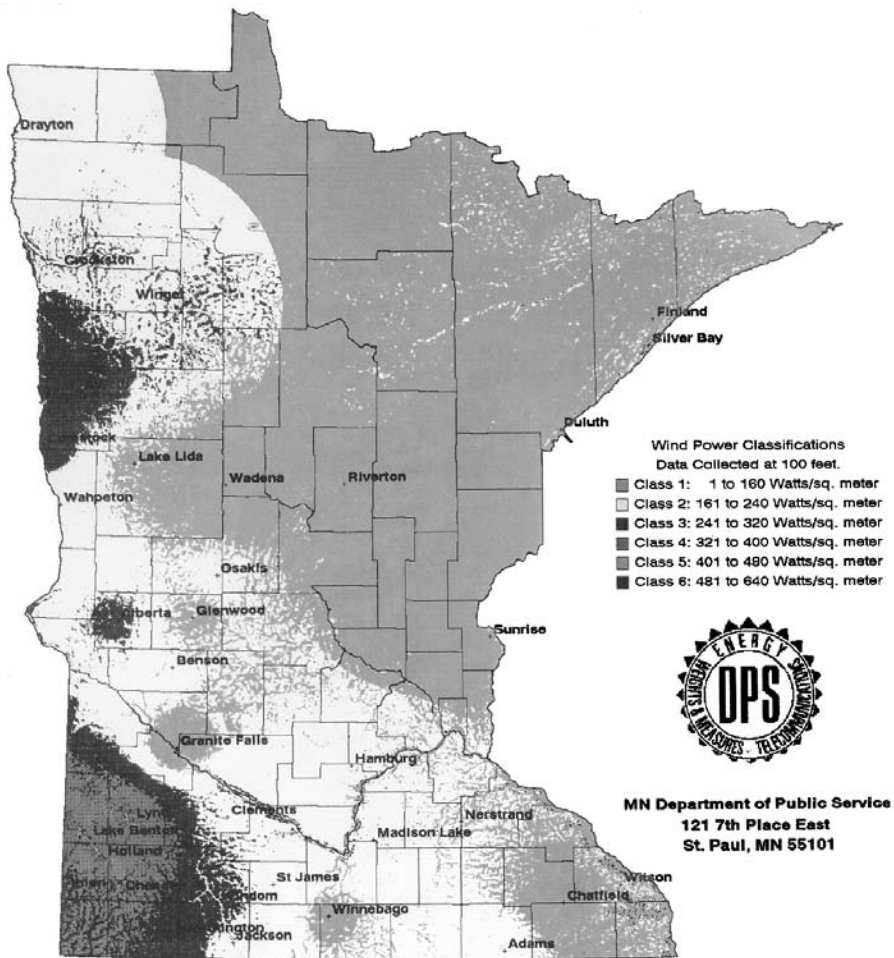 Drayton
Crookston
Winger
Finland
Silver Bay
Duluth
Comstock
Lake Lida
Wadena
Riverton
Wahpeton
Wind Power Classifications
Data Collected at 100 feet.
Class 1: 1 to 160 Watts/sq. meter
Class 2: 161 to 240 Watts/sq. meter
Class 3: 241 to 320 Watts/sq. meter
Class 4: 321 to 400 Watts/sq. meter
Class 5: 401 to 480 Watts/sq. meter
Class 6: 481 to 640 Watts/sq. meter
Osakis
Alberta
Glenwood
Sunrise
Benson
ENERGY
WEIGHTS & MEASURES
TELECOMMUNICATIONS
DPS
Granite Falls
Hamburg
Clements
Nerstrand
Lake Benton
Madison Lake
Holland
MN Department of Public Service
121 7th Place East
St. Paul, MN 55101
St James
Witson
Chatfield
Winnebago
Jackson
Adams